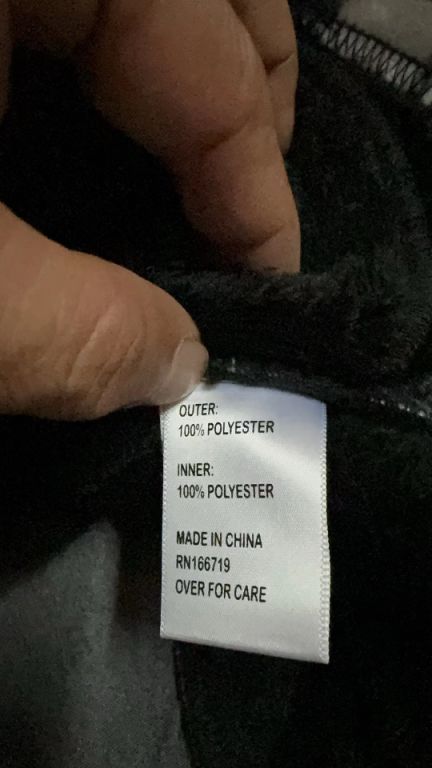 OUTER:
100% POLYESTER
INNER:
100% POLYESTER
MADE IN CHINA
RN166719
OVER FOR CARE